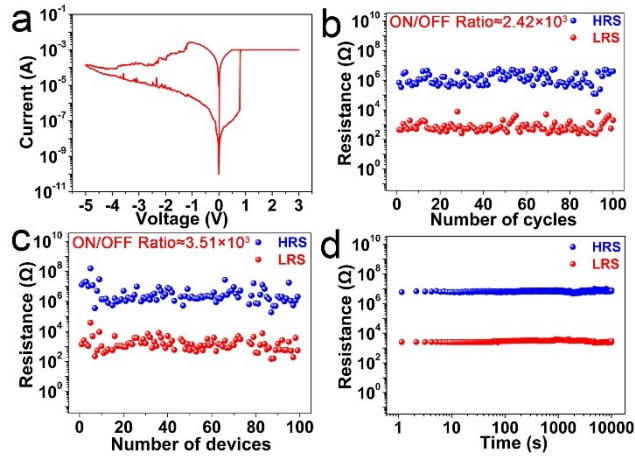 a
Current (A)
10⁻¹
10⁻³
10⁻⁵
10⁻⁷
10⁻⁹
10⁻¹¹
-5 -4 -3 -2 -1 0 1 2 3
Voltage (V)
b
ON/OFF Ratio≈2.42×10³
HRS
LRS
Resistance (Ω)
10¹⁰
10⁸
10⁶
10⁴
10²
10⁰
0 20 40 60 80 100
Number of cycles
c
ON/OFF Ratio≈3.51×10³
HRS
LRS
Resistance (Ω)
10¹⁰
10⁸
10⁶
10⁴
10²
10⁰
0 20 40 60 80 100
Number of devices
d
HRS
LRS
Resistance (Ω)
10¹⁰
10⁸
10⁶
10⁴
10²
10⁰
1 10 100 1000 10000
Time (s)